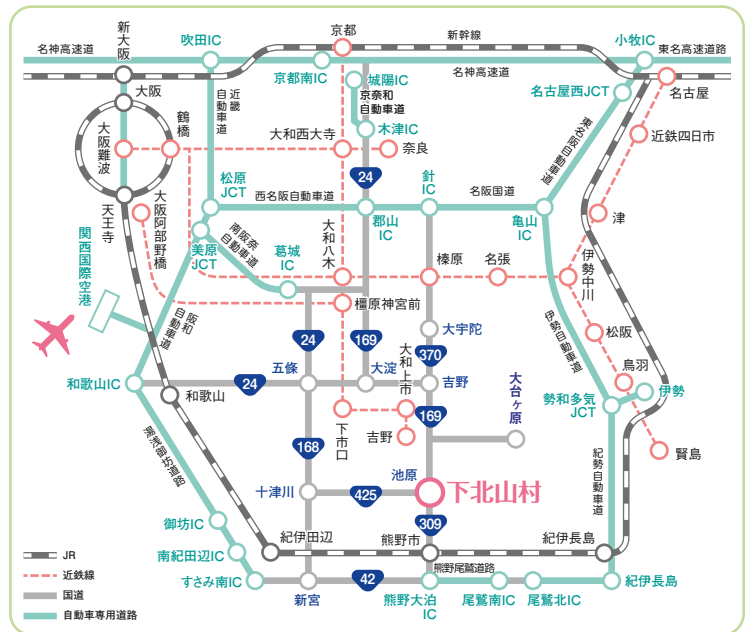 京都
新幹線
新大阪
吹田IC
小牧IC
名神高速道
東名高速道路
京都南IC
城陽IC
名神高速道路
大阪
近畿自動車道
京奈和自動車道
名古屋西JCT
名古屋
鶴橋
木津IC
東名阪自動車道
近鉄四日市
大阪難波
大和西大寺
奈良
24
松原JCT
針IC
西名阪自動車道
名阪国道
天王寺
大阪阿部野橋
郡山IC
亀山IC
津
関西国際空港
美原JCT
南阪奈自動車道
葛城IC
大和八木
榛原
名張
伊勢中川
橿原神宮前
阪和自動車道
大宇陀
伊勢自動車道
松阪
24
169
370
大和上市
鳥羽
五條
大淀
吉野
大台ヶ原
和歌山IC
24
和歌山
勢和多気JCT
伊勢
169
下市口
吉野
湯浅御坊道路
168
賢島
紀勢自動車道
池原
十津川
425
下北山村
御坊IC
309
紀伊田辺
熊野市
紀伊長島
南紀田辺IC
熊野尾鷲道路
すさみ南IC
新宮
42
熊野大泊IC
尾鷲南IC
尾鷲北IC
紀伊長島
JR
近鉄線
国道
自動車専用道路